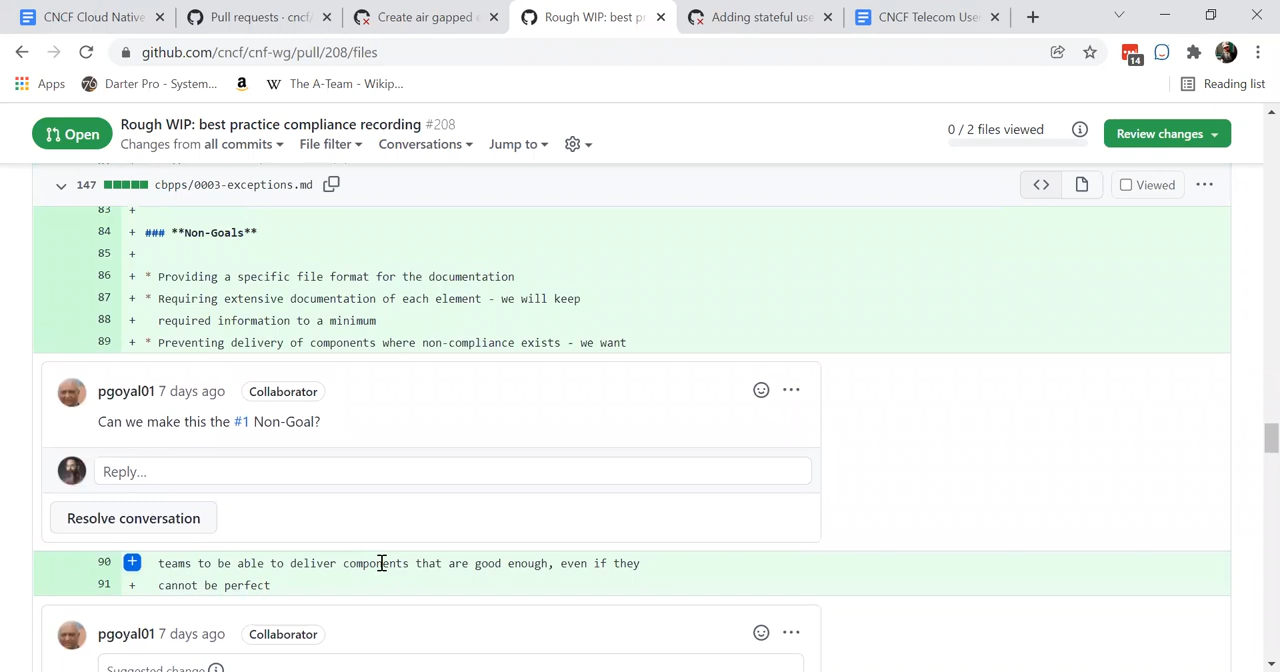 CNCF Cloud Native
Pull requests · cncf/
Create air gapped
Rough WIP: best pr
Adding stateful use
CNCF Telecom Use
github.com/cncf/cnf-wg/pull/208/files
14
Apps
Darter Pro - System...
The A-Team - Wikip...
Reading list
Open
Rough WIP: best practice compliance recording #208
Changes from all commits
File filter
Conversations
Jump to
0 / 2 files viewed
Review changes
147
cbpps/0003-exceptions.md
Viewed
83 +
84 + ### **Non-Goals**
85 +
86 + * Providing a specific file format for the documentation
87 + * Requiring extensive documentation of each element - we will keep
88 + required information to a minimum
89 + * Preventing delivery of components where non-compliance exists - we want
pgoyal01 7 days ago Collaborator
Can we make this the #1 Non-Goal?
Reply...
Resolve conversation
90 + teams to be able to deliver components that are good enough, even if they
91 + cannot be perfect
pgoyal01 7 days ago Collaborator
Suggested change